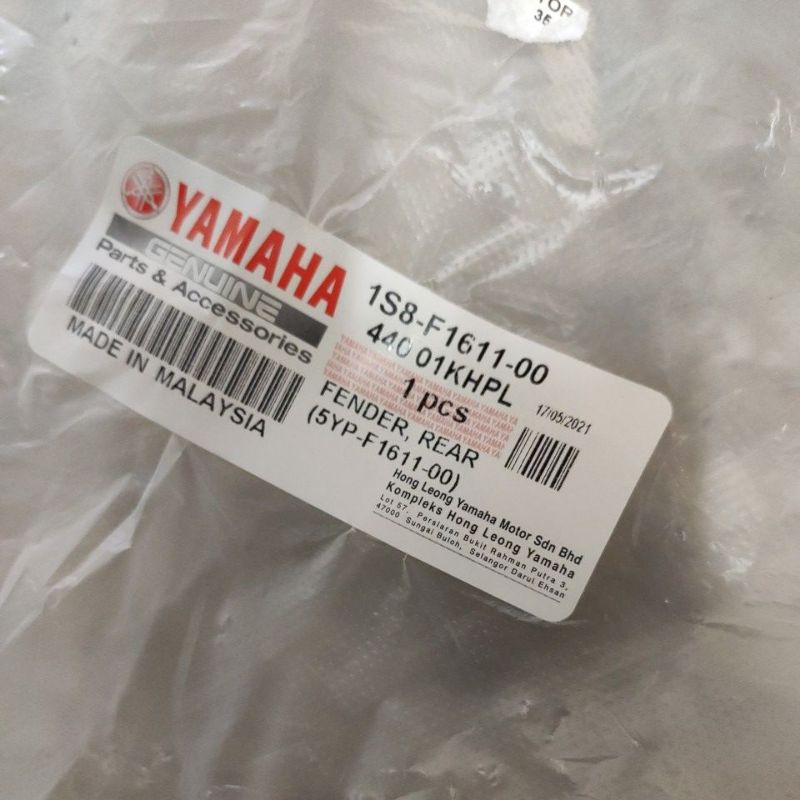 TOP
3E
YAMAHA
GENUINE
Parts & Accessories
MADE IN MALAYSIA
1S8-F1611-00
440 01KHPL
1 pcs
17/05/2021
FENDER, REAR
(5YP-F1611-00)
Hong Leong Yamaha Motor Sdn Bhd
Kompleks Hong Leong Yamaha
Lot 57, Persiaran Bukit Rahman Putra 3,
47000 Sungai Buloh, Selangor Darul Ehsan